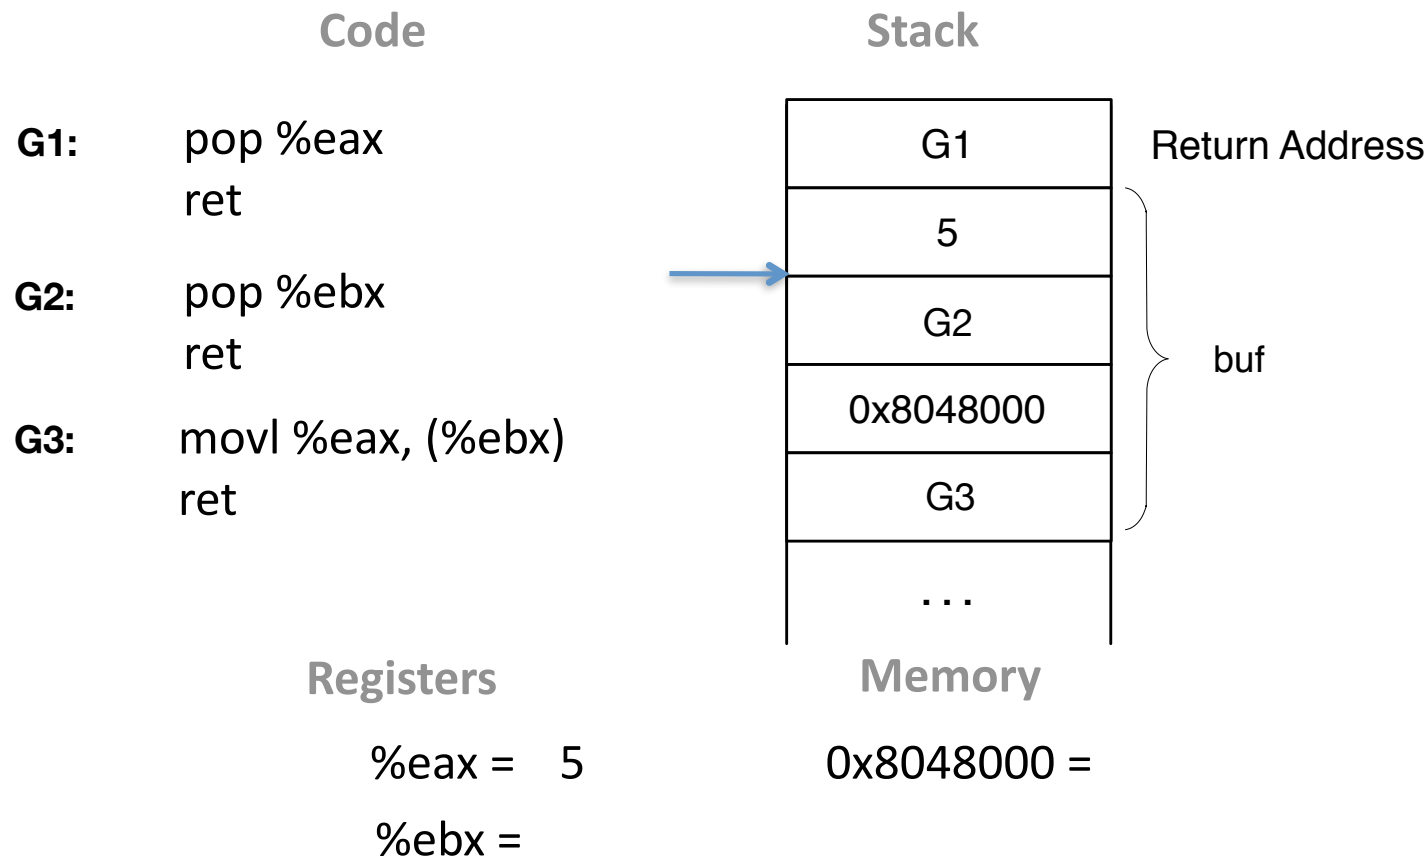 Code
G1: pop %eax
ret
G2: pop %ebx
ret
G3: movl %eax, (%ebx)
ret
Stack
G1 Return Address
5
G2
0x8048000
G3
buf
...
Registers
%eax = 5
%ebx =
Memory
0x8048000 =